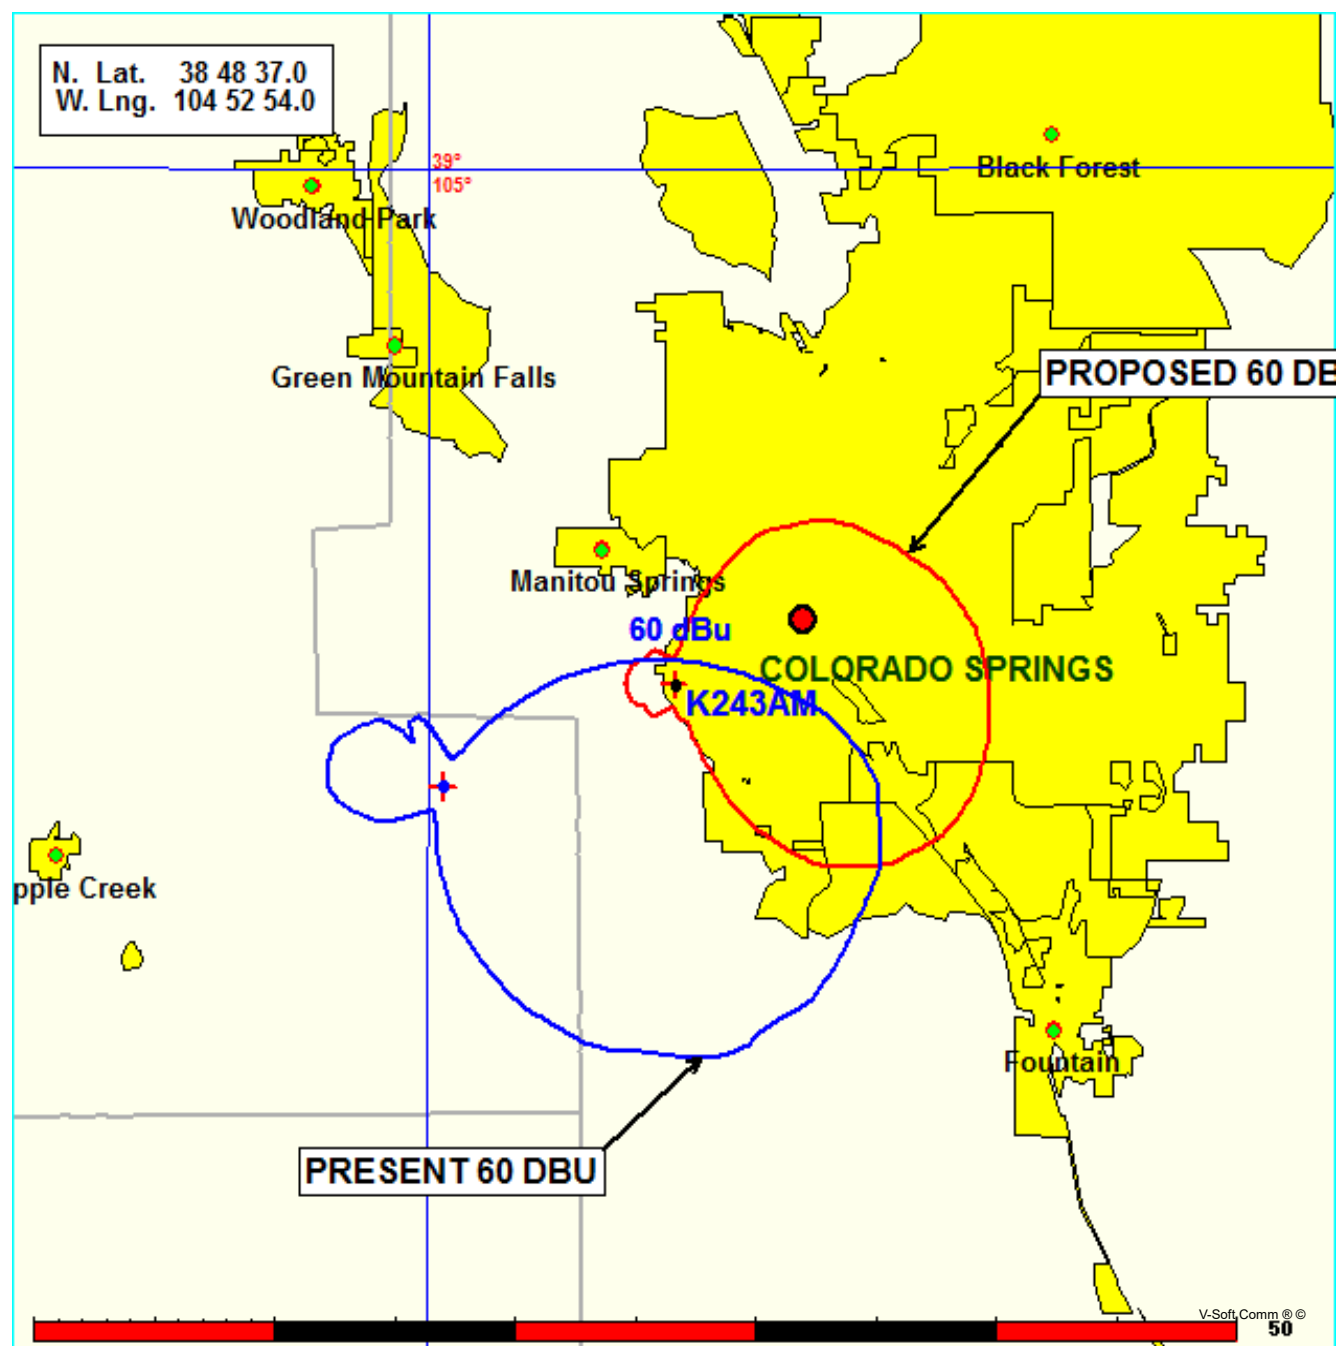 N. Lat. 38 48 37.0
W. Lng. 104 52 54.0
39°
105°
Black Forest
Woodland Park
Green Mountain Falls
PROPOSED 60 DB
Manitou Springs
60 dBu
COLORADO SPRINGS
K243AM
pple Creek
Fountain
PRESENT 60 DBU
V-Soft Comm ® ©
50